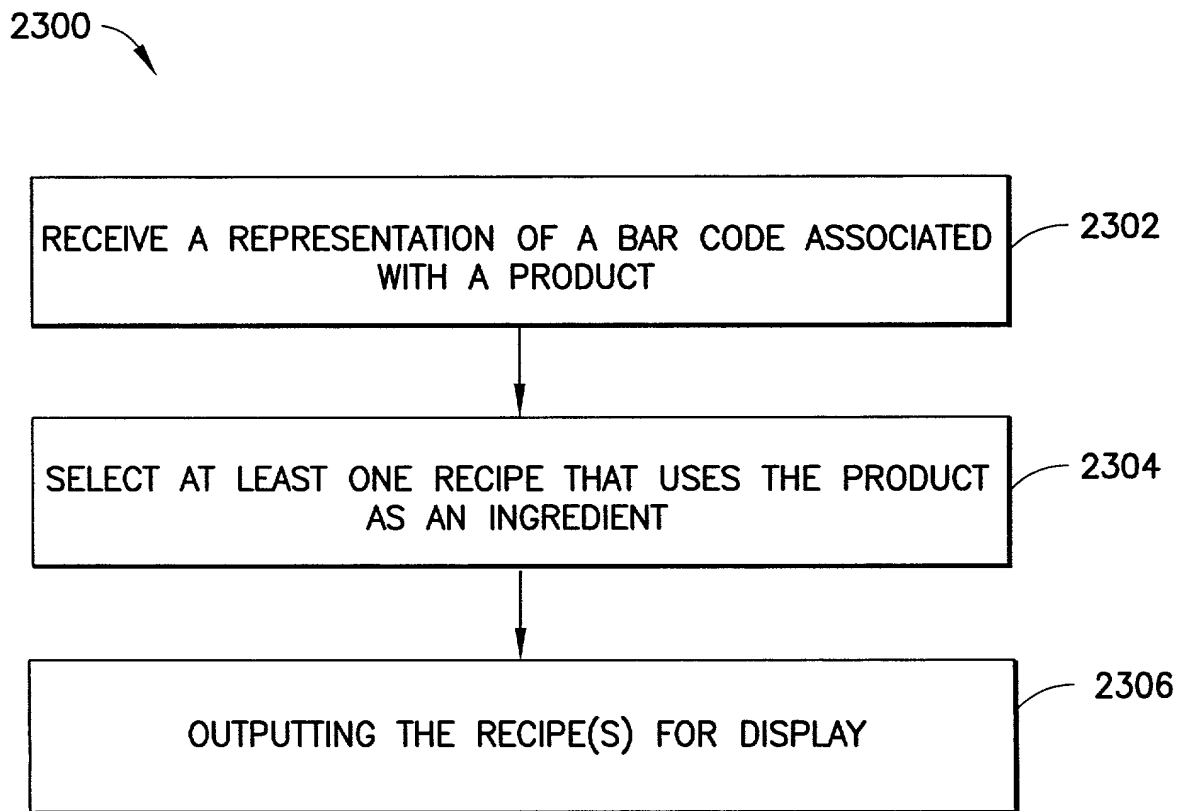 2300
RECEIVE A REPRESENTATION OF A BAR CODE ASSOCIATED
WITH A PRODUCT
2302
SELECT AT LEAST ONE RECIPE THAT USES THE PRODUCT
AS AN INGREDIENT
2304
OUTPUTTING THE RECIPE(S) FOR DISPLAY
2306